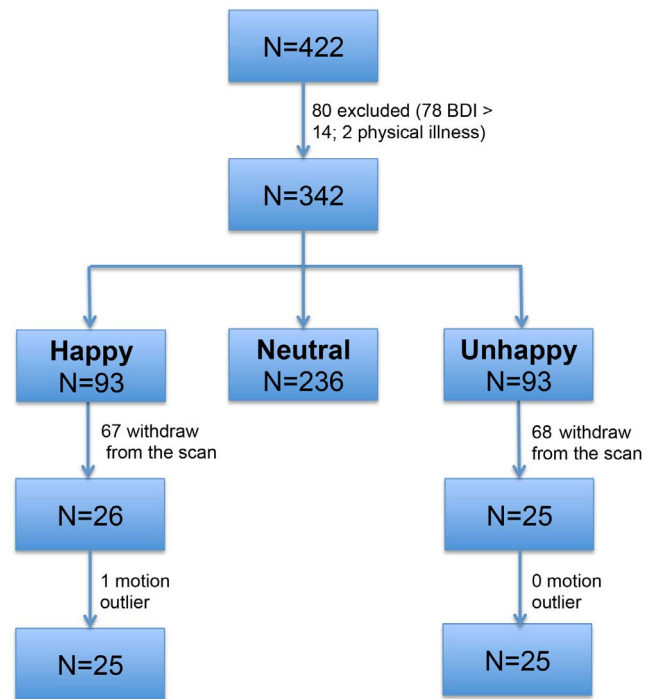 N=422
80 excluded (78 BDI >
14; 2 physical illness)
N=342
Happy
N=93
Neutral
N=236
Unhappy
N=93
67 withdraw
from the scan
68 withdraw
from the scan
N=26
N=25
1 motion
outlier
0 motion
outlier
N=25
N=25